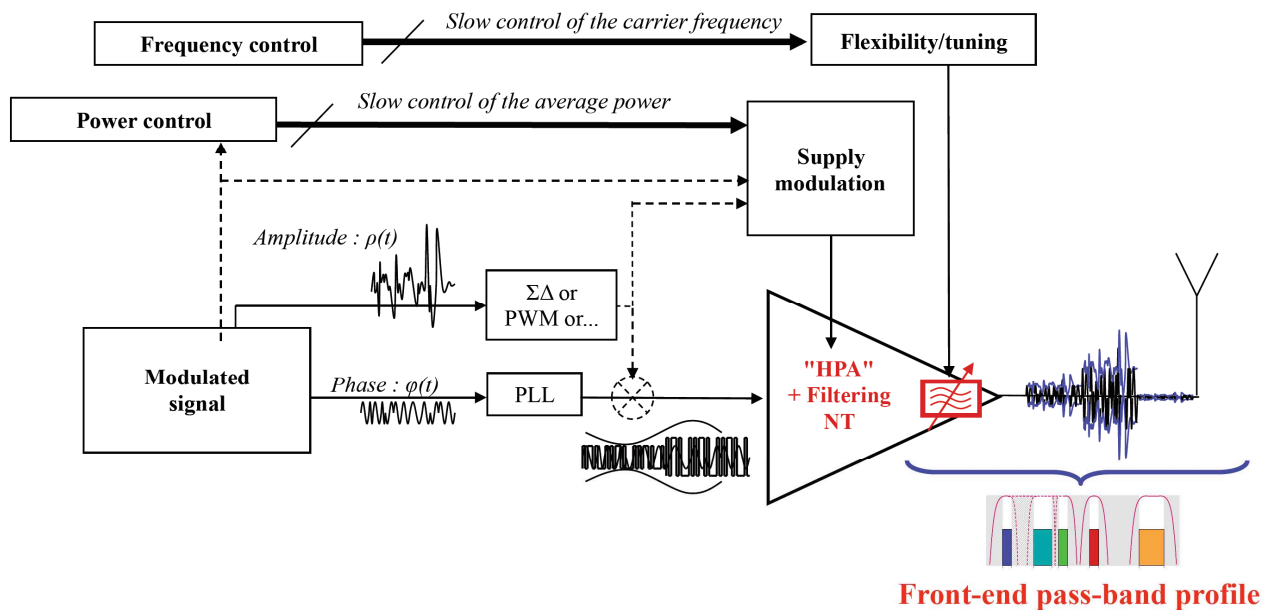 Slow control of the carrier frequency
Frequency control
Flexibility/tuning
Slow control of the average power
Power control
Supply
modulation
Amplitude : ρ(t)
ΣΔ or
PWM or...
Modulated
signal
Phase : φ(t)
PLL
"HPA"
+ Filtering
NT
Front-end pass-band profile